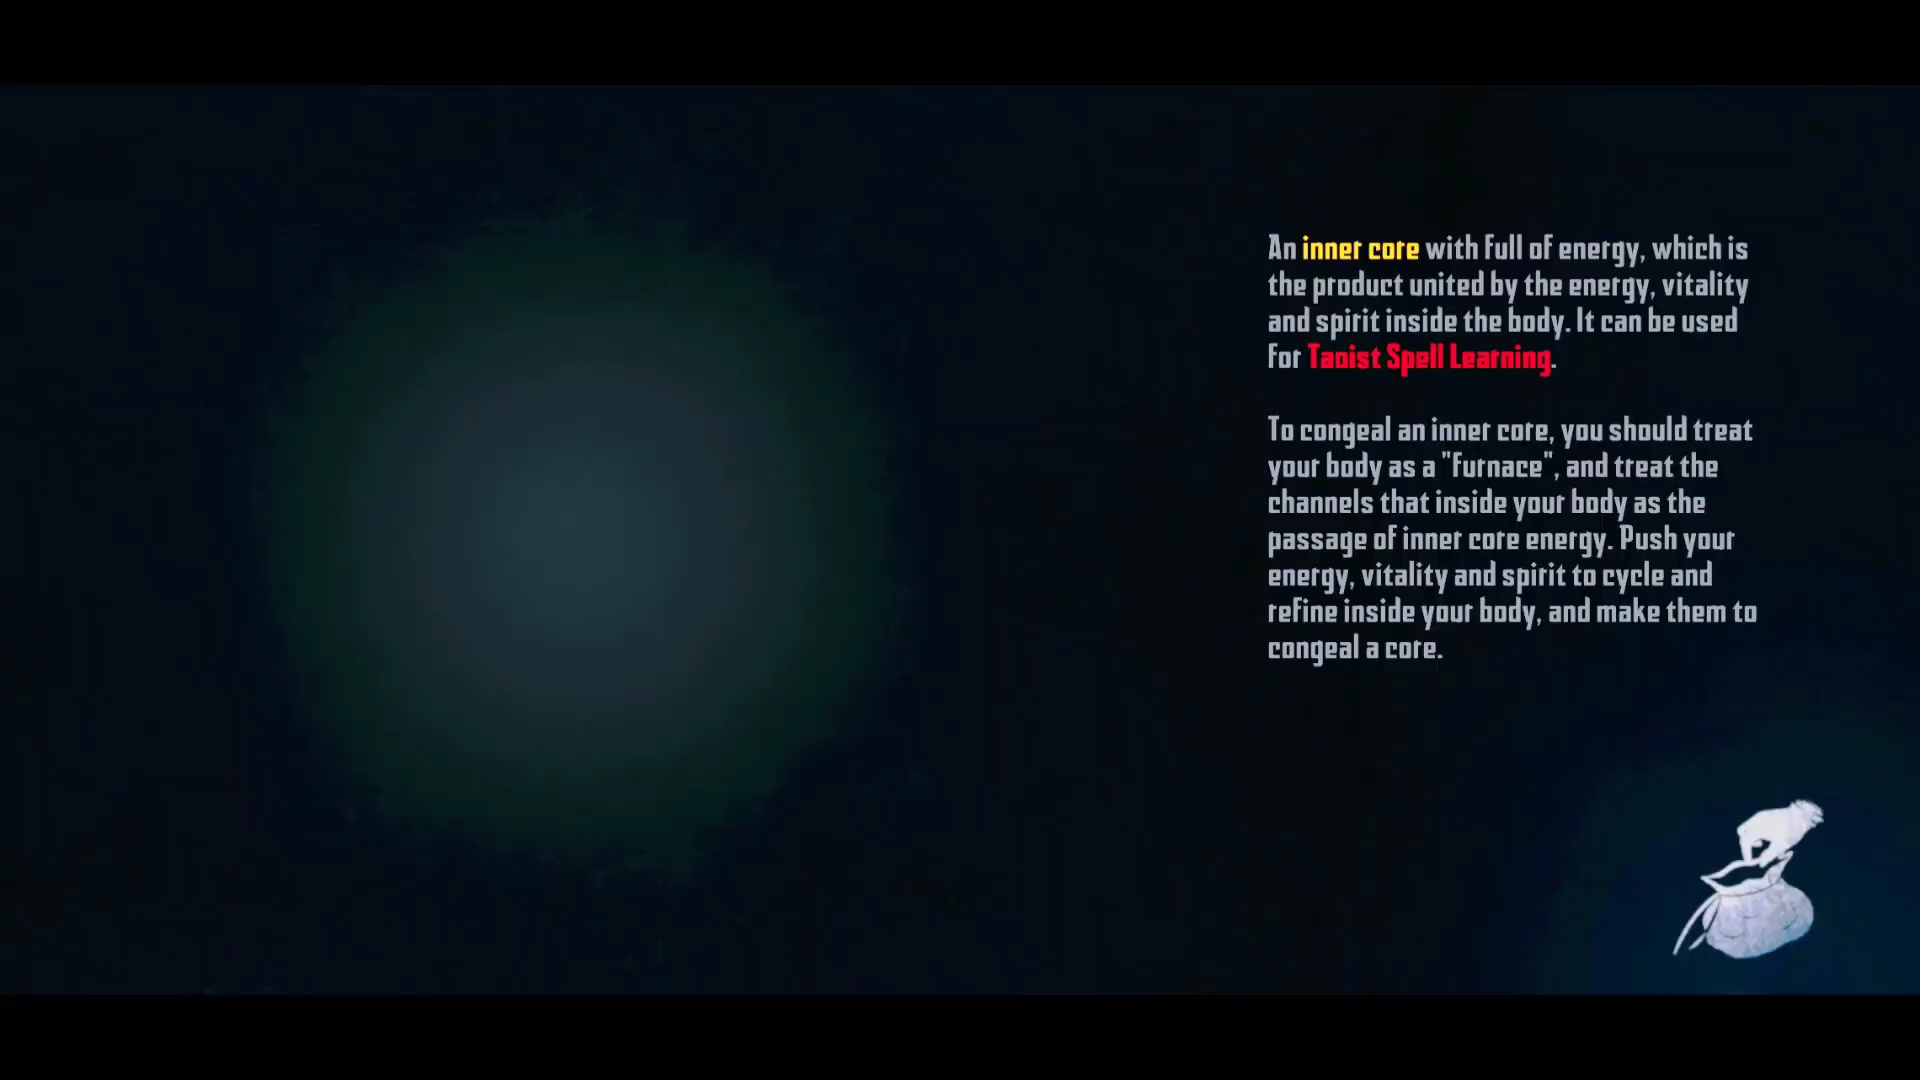 An inner core with full of energy, which is
the product united by the energy, vitality
and spirit inside the body. It can be used
for Taoist Spell Learning.
To congeal an inner core, you should treat
your body as a "furnace", and treat the
channels that inside your body as the
passage of inner core energy. Push your
energy, vitality and spirit to cycle and
refine inside your body, and make them to
congeal a core.